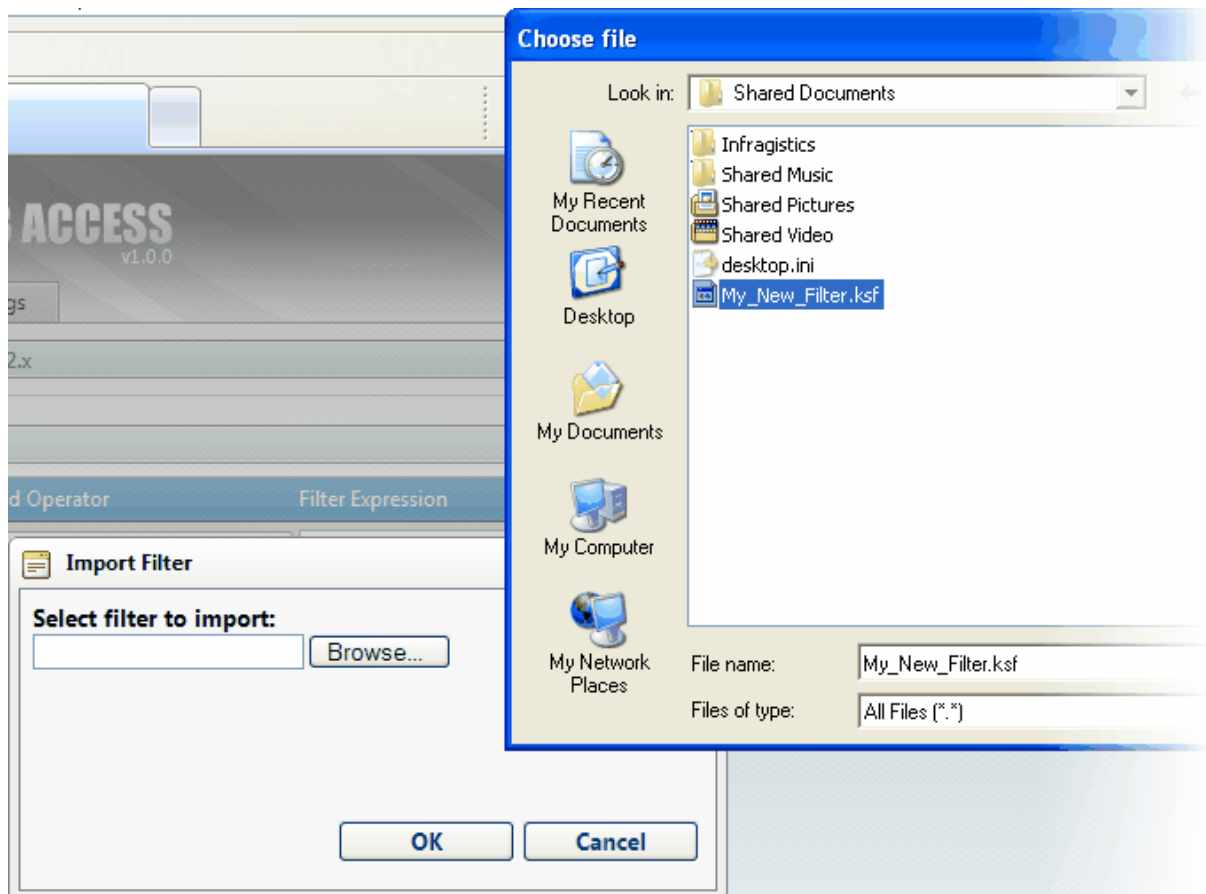 Choose file
Look in: Shared Documents
Infragistics
Shared Music
Shared Pictures
Shared Video
desktop.ini
My_New_Filter.ksf
My Recent
Documents
Desktop
My Documents
My Computer
My Network
Places
File name: My_New_Filter.ksf
Files of type: All Files (*.*)
ACCESS
v1.0.0
gs
2.x
d Operator Filter Expression
Import Filter
Select filter to import:
Browse...
OK Cancel